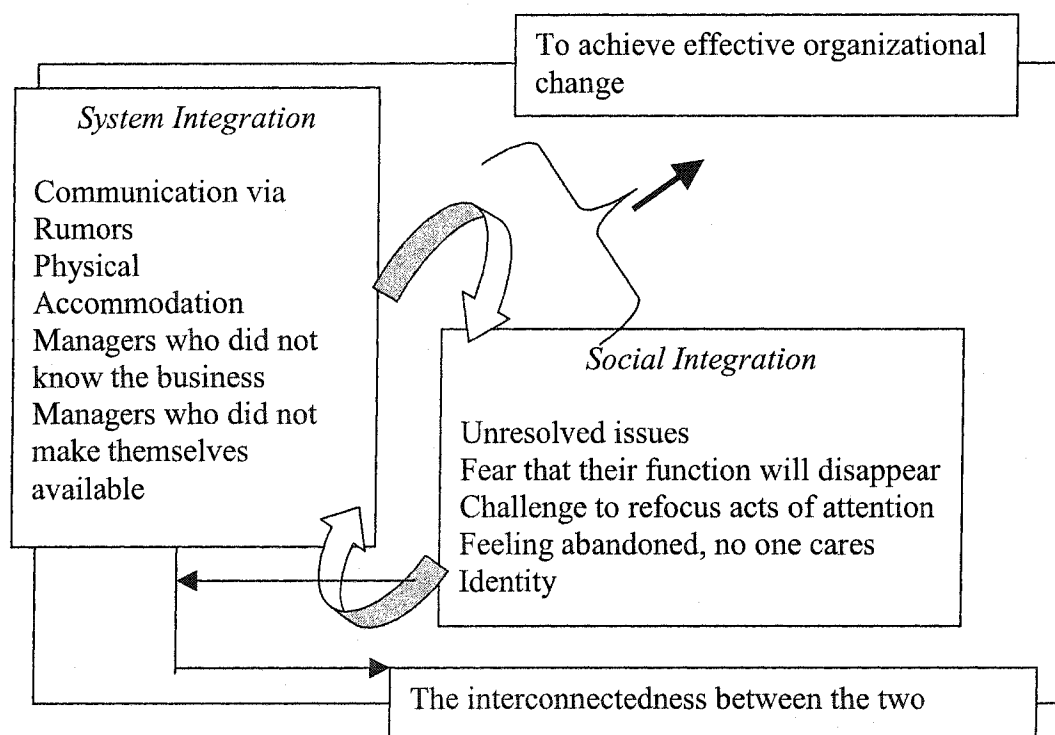 To achieve effective organizational
change
System Integration
Communication via
Rumors
Physical
Accommodation
Managers who did not
know the business
Managers who did not
make themselves
available
Social Integration
Unresolved issues
Fear that their function will disappear
Challenge to refocus acts of attention
Feeling abandoned, no one cares
Identity
The interconnectedness between the two